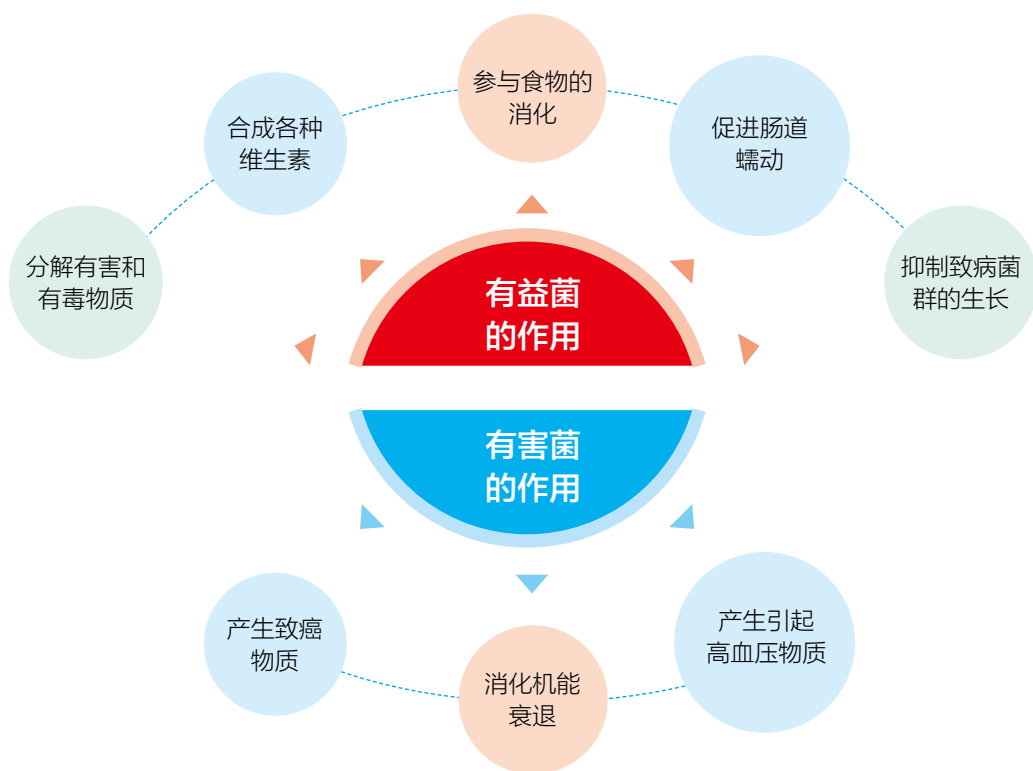 参与食物的
消化
合成各种
维生素
促进肠道
蠕动
分解有害和
有毒物质
抑制致病菌
群的生长
有益菌
的作用
有害菌
的作用
产生致癌
物质
产生引起
高血压物质
消化机能
衰退